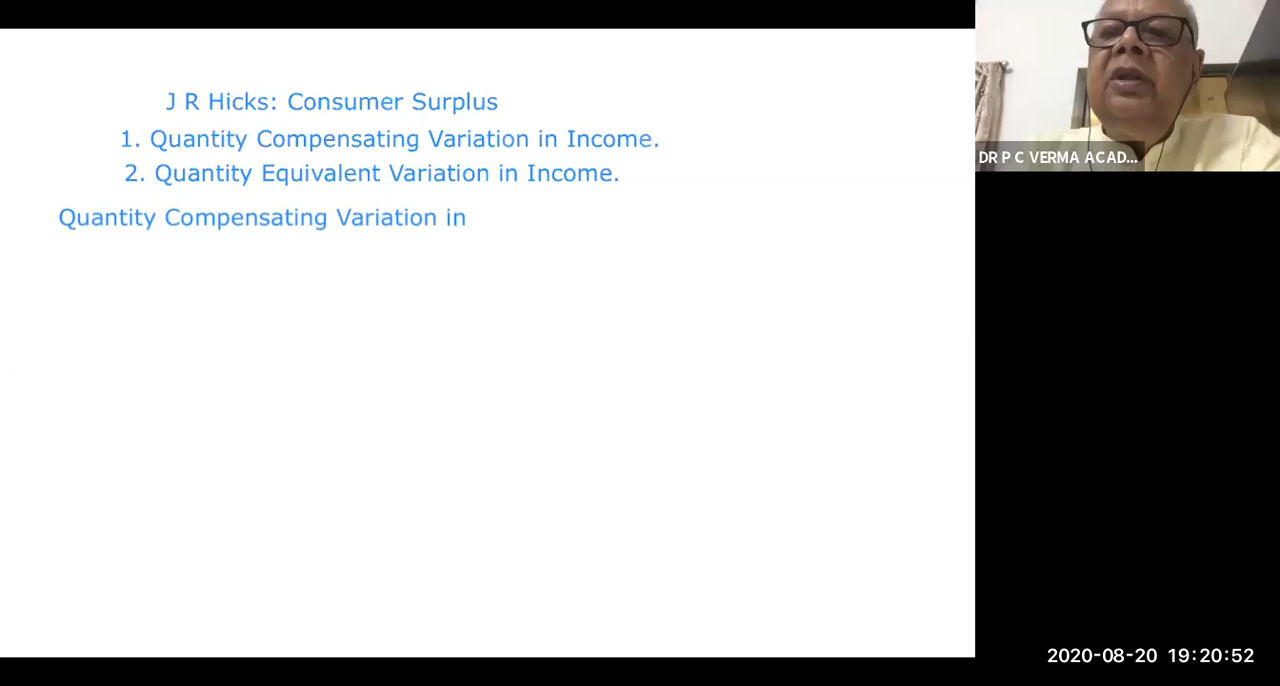 J R Hicks: Consumer Surplus
1. Quantity Compensating Variation in Income.
2. Quantity Equivalent Variation in Income.
Quantity Compensating Variation in
DR P C VERMA ACAD...
2020-08-20 19:20:52